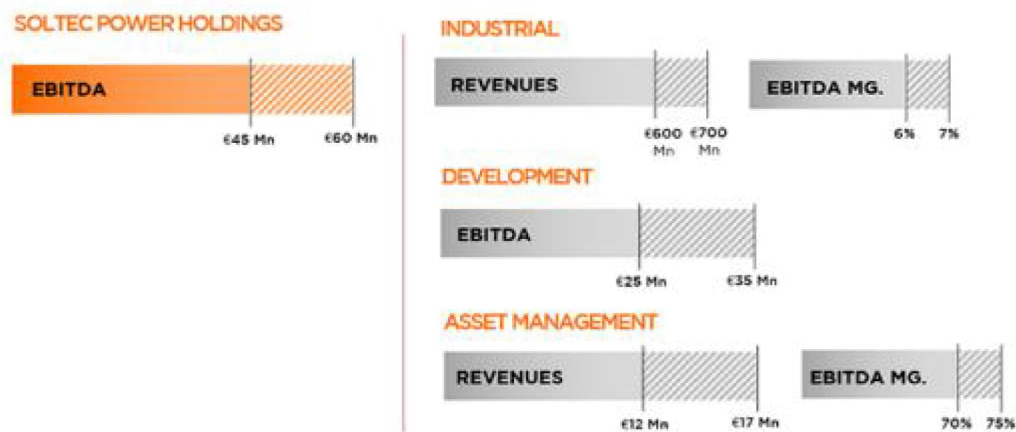 SOLTEC POWER HOLDINGS
EBITDA
€45 Mn €60 Mn
INDUSTRIAL
REVENUES
€600 Mn €700 Mn
EBITDA MG.
6% 7%
DEVELOPMENT
EBITDA
€25 Mn €35 Mn
ASSET MANAGEMENT
REVENUES
€12 Mn €17 Mn
EBITDA MG.
70% 75%